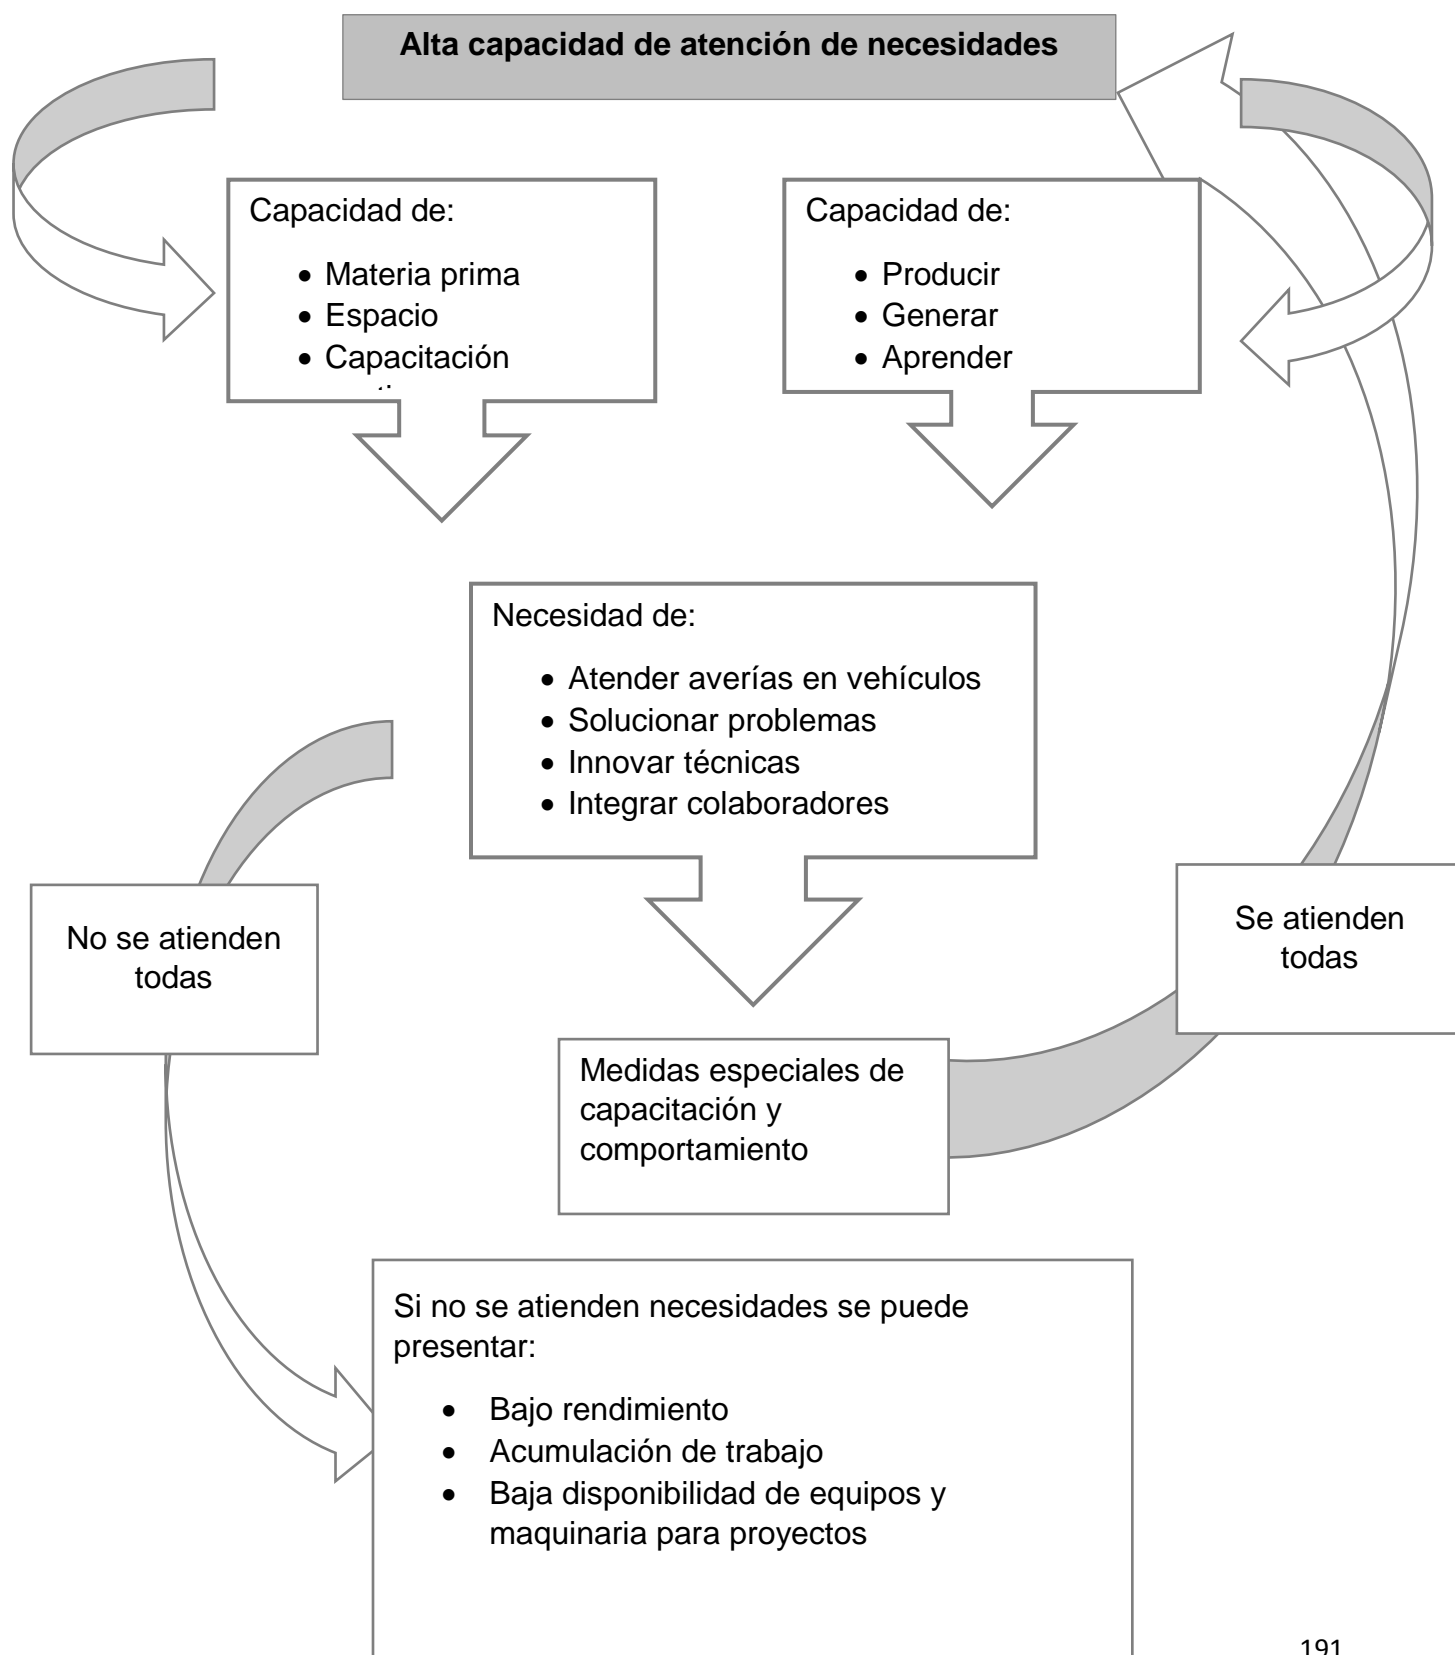 Alta capacidad de atención de necesidades
Capacidad de:
• Materia prima
• Espacio
• Capacitación
Capacidad de:
• Producir
• Generar
• Aprender
Necesidad de:
• Atender averías en vehículos
• Solucionar problemas
• Innovar técnicas
• Integrar colaboradores
No se atienden
todas
Se atienden
todas
Medidas especiales de
capacitación y
comportamiento
Si no se atienden necesidades se puede
presentar:
• Bajo rendimiento
• Acumulación de trabajo
• Baja disponibilidad de equipos y
maquinaria para proyectos
191